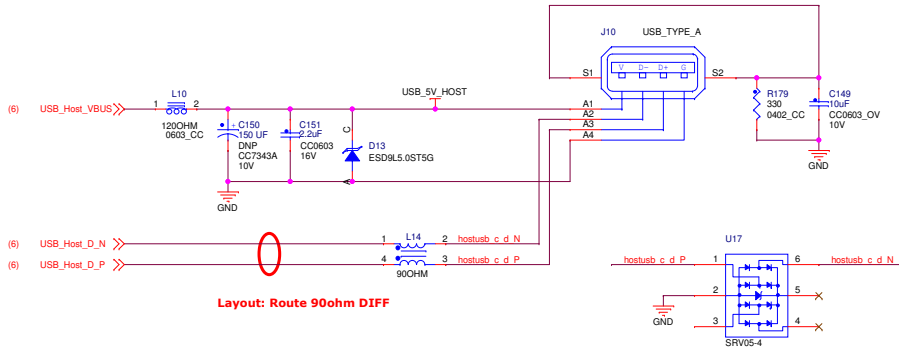 J10
USB_TYPE_A
V D- D+ G
S1
S2
L10
USB_5V_HOST
R179
330
0402_CC
C149
10uF
CC0603_OV
10V
(6) USB_Host_VBUS
1
2
120OHM
0603_CC
+
C150
150 UF
DNP
CC7343A
10V
C151
2.2uF
CC0603
16V
C
A
D13
ESD9L5.0ST5G
A1
A2
A3
A4
GND
GND
(6) USB_Host_D_N
1
L14
2
hostusb_c_d_N
(6) USB_Host_D_P
4
3
hostusb_c_d_P
90OHM
Layout: Route 90ohm DIFF
U17
hostusb_c_d_P
1
6
hostusb_c_d_N
2
5
GND
3
4
SRV05-4